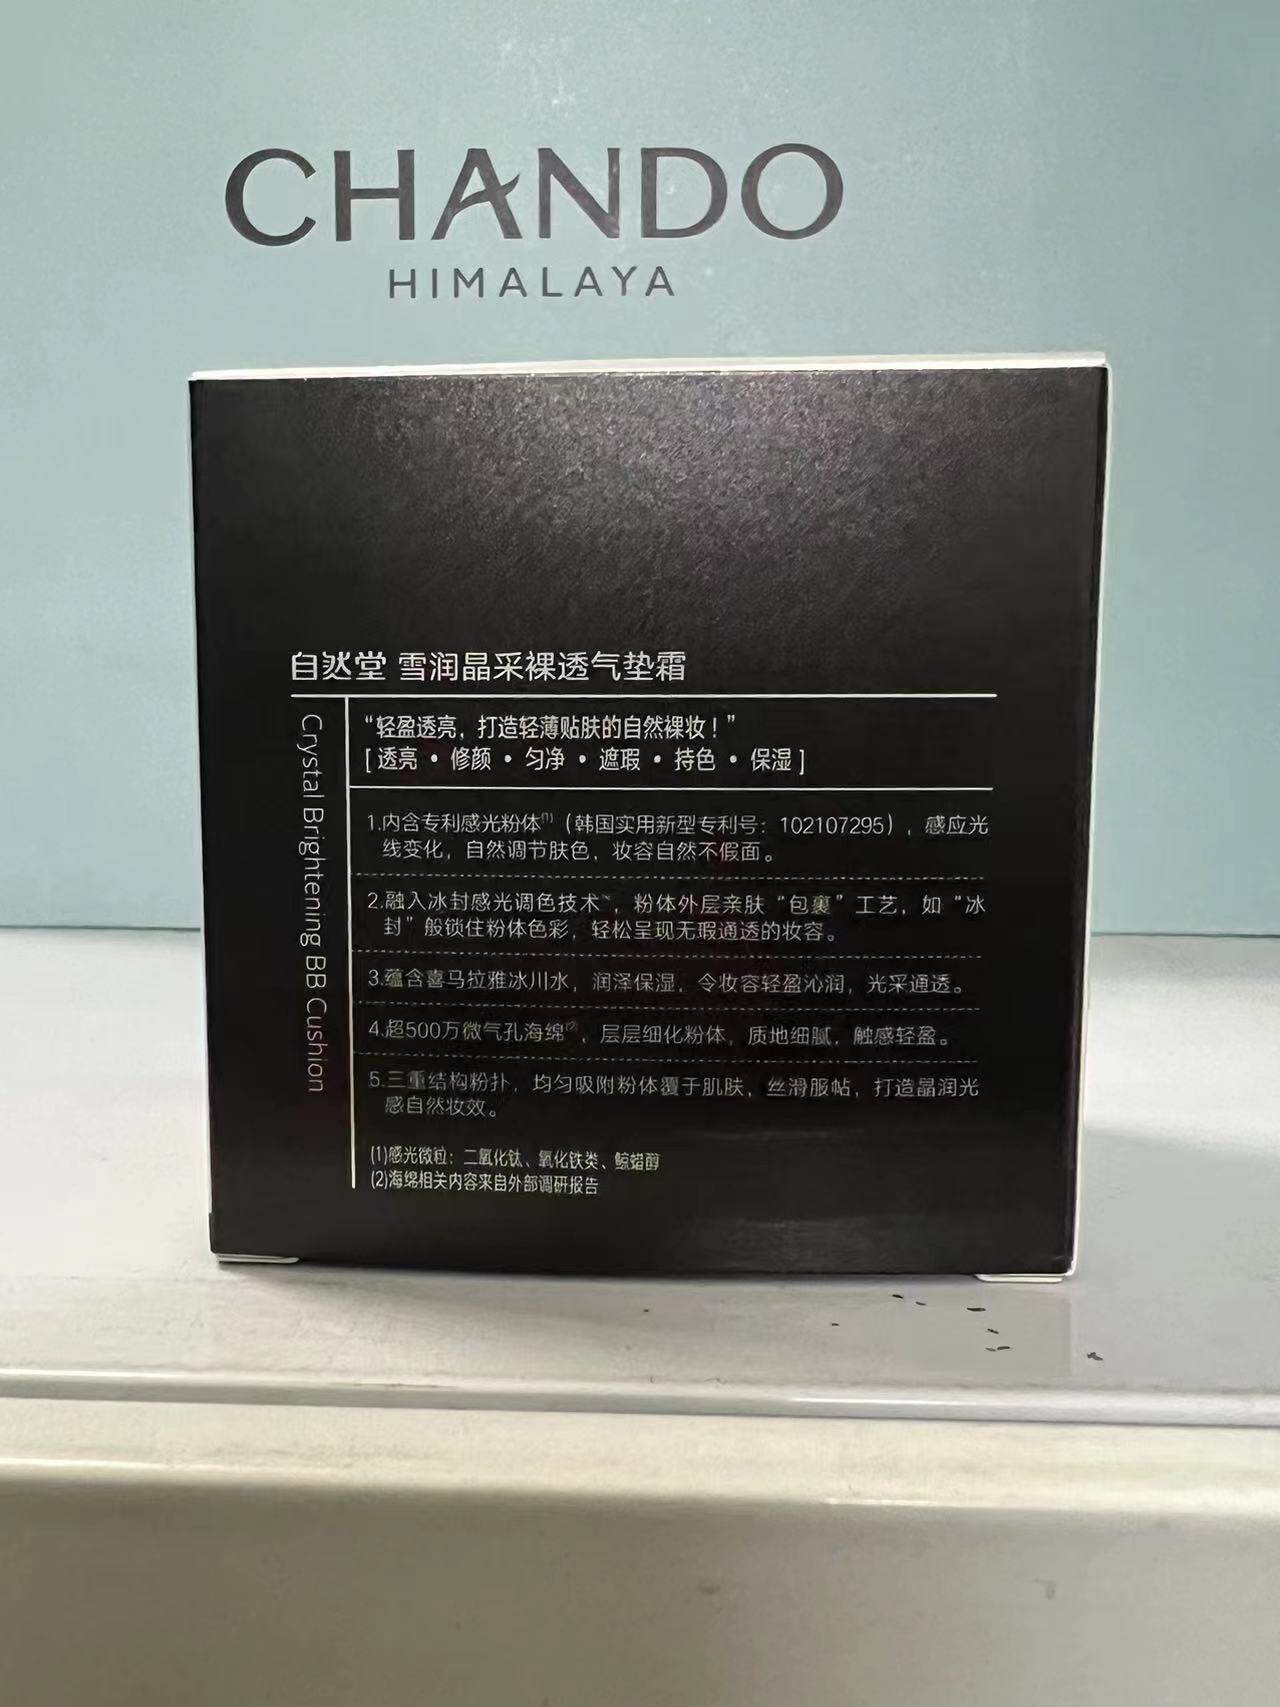 CHANDO
HIMALAYA
自然堂 雪润晶采裸透气垫霜
Crystal Brightening BB Cushion
“轻盈透亮，打造轻薄贴肤的自然裸妆！”
[ 透亮 • 修颜 • 匀净 • 遮瑕 • 持色 • 保湿 ]
1.内含专利感光粉体(1)（韩国实用新型专利号：102107295），感应光
线变化，自然调节肤色，妆容自然不假面。
2.融入冰封感光调色技术™，粉体外层亲肤“包裹”工艺，如“冰
封”般锁住粉体色彩，轻松呈现无瑕通透的妆容。
3.蕴含喜马拉雅冰川水，润泽保湿，令妆容轻盈沁润，光采通透。
4.超500万微气孔海绵(2)，层层细化粉体，质地细腻，触感轻盈。
5.三重结构粉扑，均匀吸附粉体覆于肌肤，丝滑服帖，打造晶润光
感自然妆效。
(1)感光微粒：二氧化钛、氧化铁类、鲸蜡醇
(2)海绵相关内容来自外部调研报告